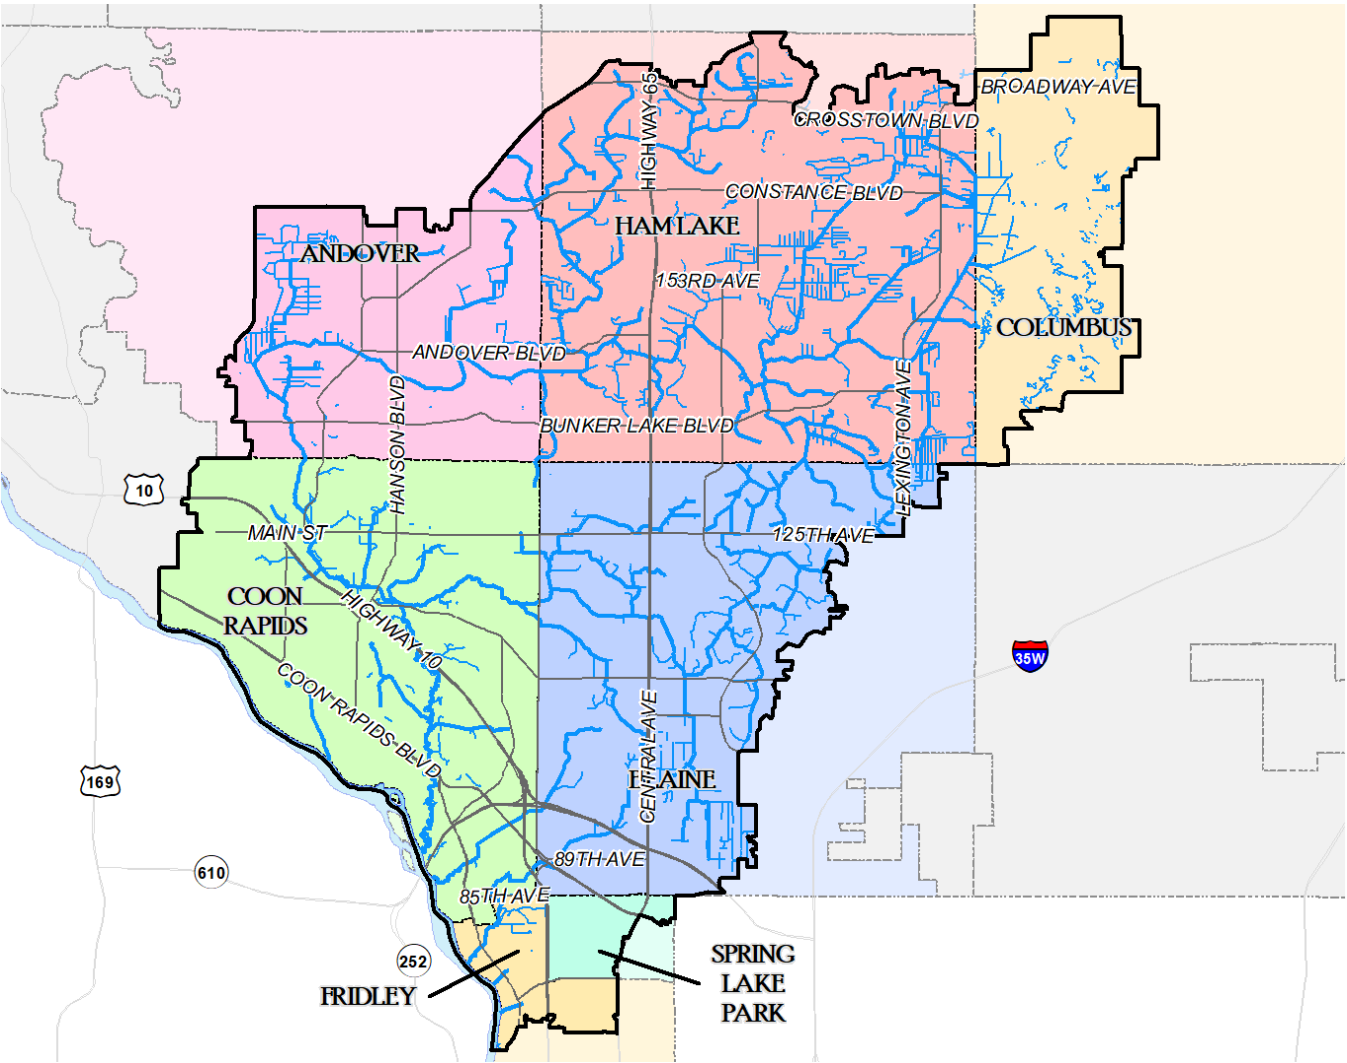 BROADWAY AVE
HIGHWAY 65
CROSSTOWN BLVD
CONSTANCE BLVD
HAM LAKE
ANDOVER
153RD AVE
COLUMBUS
ANDOVER BLVD
LEXINGTON AVE
HANSON BLVD
BUNKER LAKE BLVD
10
MAIN ST
125TH AVE
COON
RAPIDS
HIGHWAY 10
35W
COON RAPIDS BLVD
CENTRAL AVE
BLAINE
169
89TH AVE
610
85TH AVE
252
SPRING
LAKE
PARK
FRIDLEY